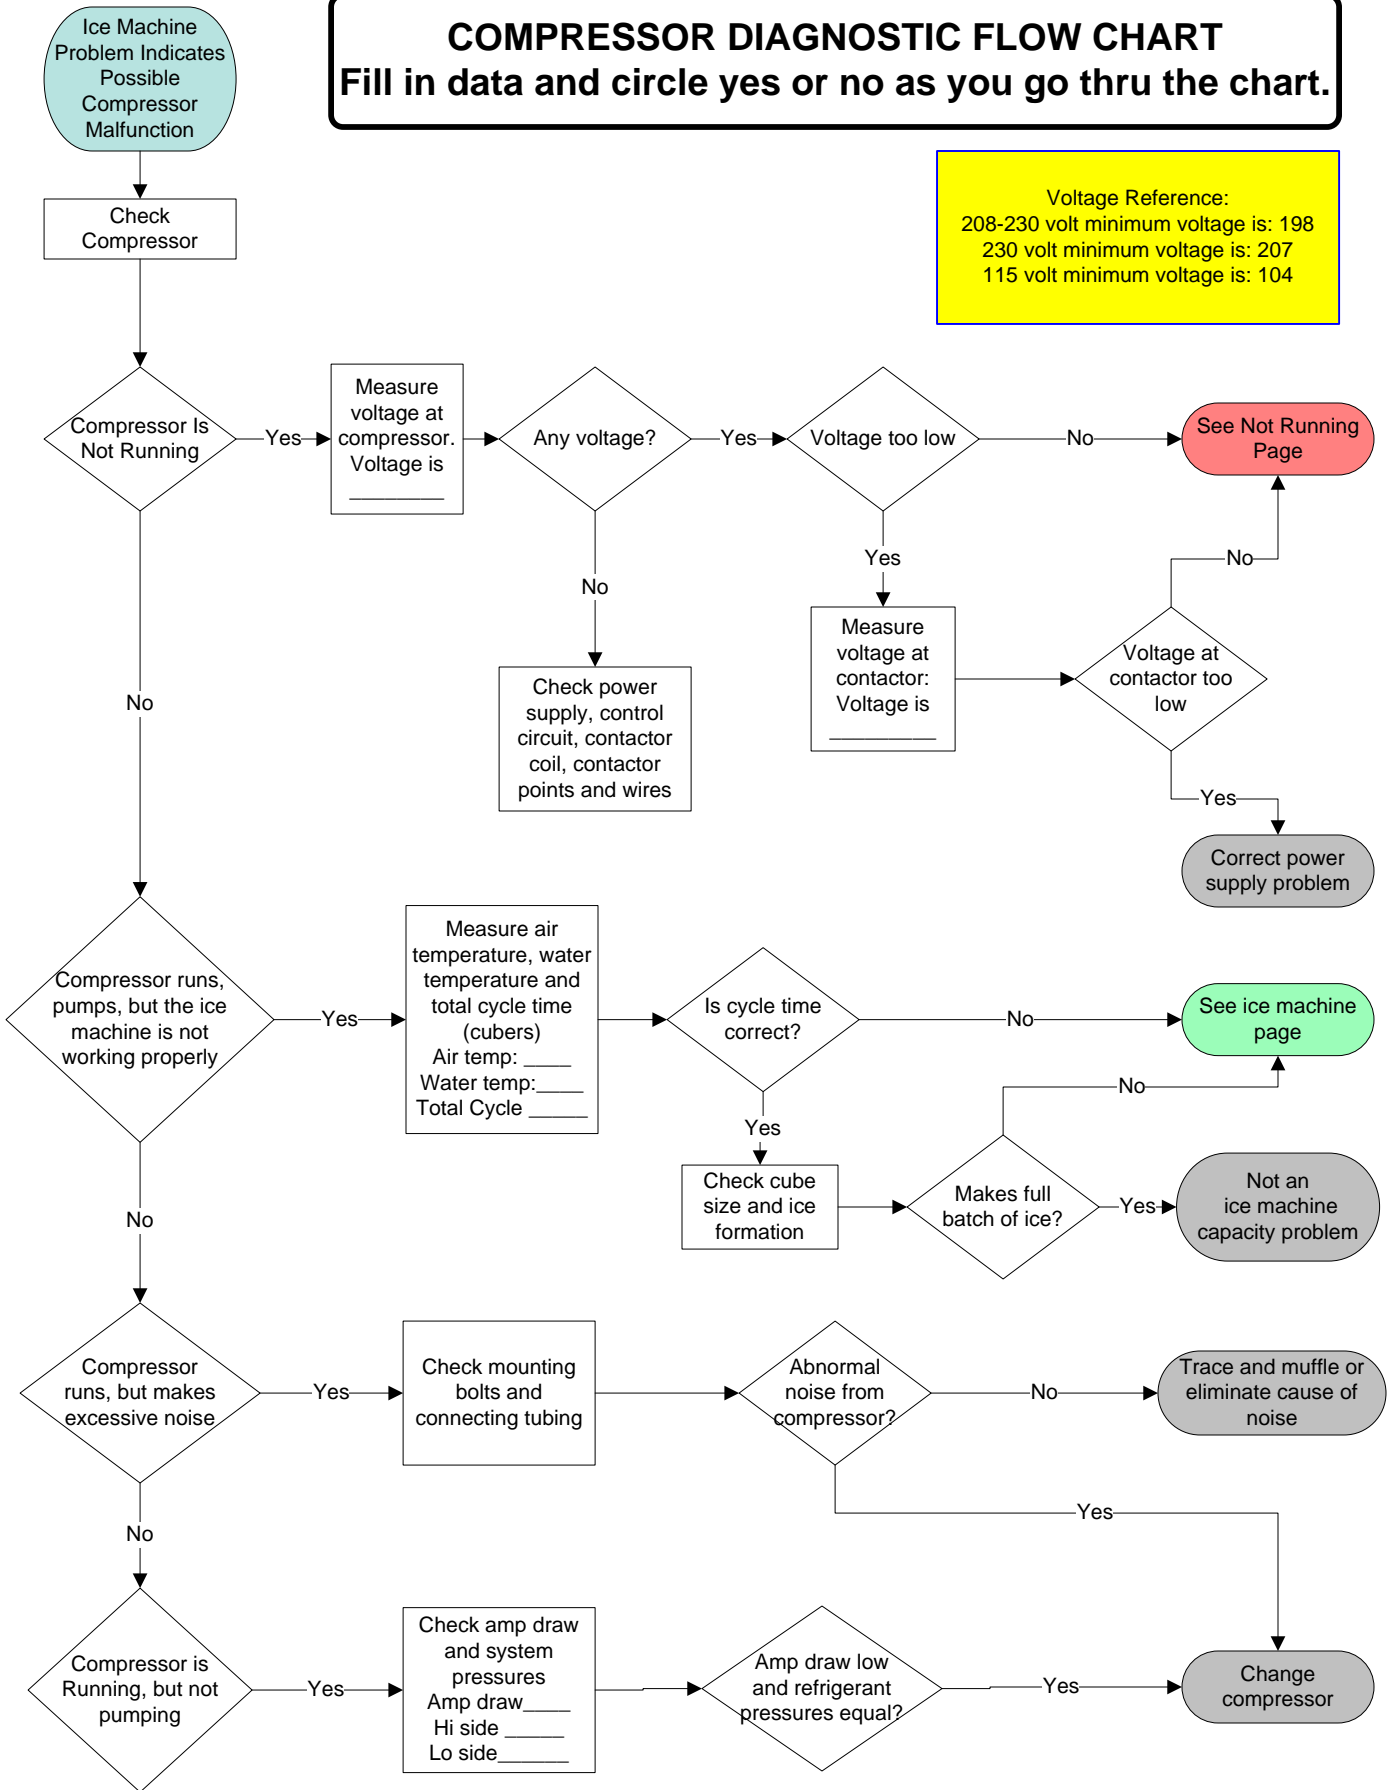 COMPRESSOR DIAGNOSTIC FLOW CHART
Fill in data and circle yes or no as you go thru the chart.
Ice Machine
Problem Indicates
Possible
Compressor
Malfunction
Check
Compressor
Voltage Reference:
208-230 volt minimum voltage is: 198
230 volt minimum voltage is: 207
115 volt minimum voltage is: 104
Compressor Is
Not Running
Yes
Measure
voltage at
compressor.
Voltage is
________
Any voltage?
Yes
Voltage too low
No
See Not Running
Page
No
Check power
supply, control
circuit, contactor
coil, contactor
points and wires
Yes
Measure
voltage at
contactor:
Voltage is
_________
Voltage at
contactor too
low
No
Yes
Correct power
supply problem
No
Compressor runs,
pumps, but the ice
machine is not
working properly
Yes
Measure air
temperature, water
temperature and
total cycle time
(cubers)
Air temp: ____
Water temp:____
Total Cycle _____
Is cycle time
correct?
No
See ice machine
page
Yes
Check cube
size and ice
formation
Makes full
batch of ice?
No
Yes
Not an
ice machine
capacity problem
No
Compressor
runs, but makes
excessive noise
Yes
Check mounting
bolts and
connecting tubing
Abnormal
noise from
compressor?
No
Trace and muffle or
eliminate cause of
noise
Yes
No
Compressor is
Running, but not
pumping
Yes
Check amp draw
and system
pressures
Amp draw____
Hi side _____
Lo side______
Amp draw low
and refrigerant
pressures equal?
Yes
Change
compressor